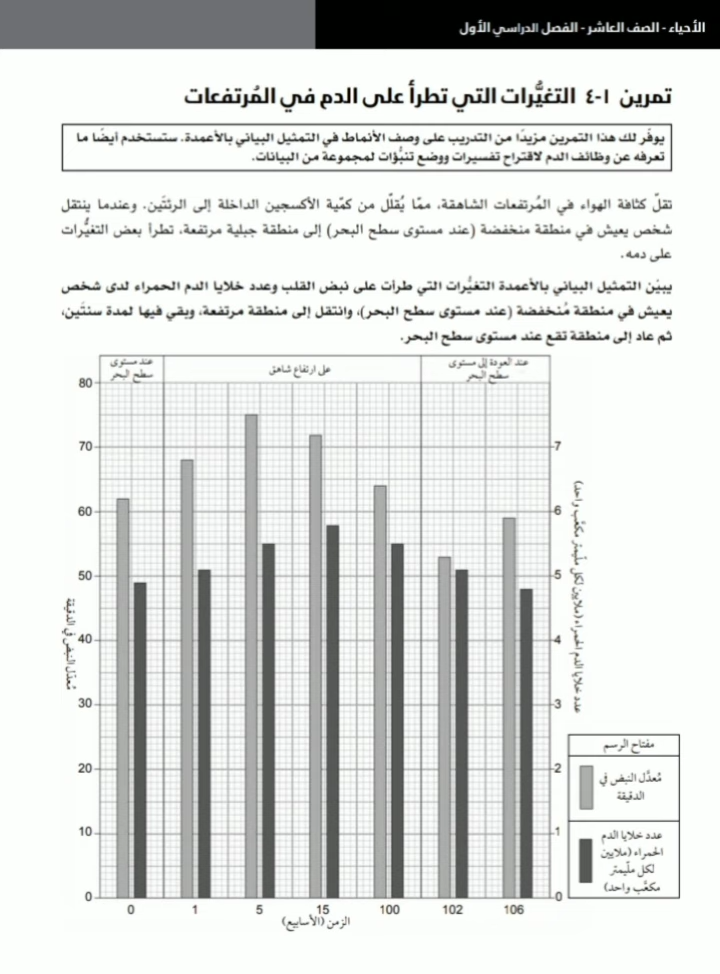 الأحياء - الصف العاشر - الفصل الدراسي الأول
تمرين ١-٤ التغيُّرات التي تطرأ على الدم في المُرتفعات
يوفّر لك هذا التمرين مزيدًا من التدريب على وصف الأنماط في التمثيل البياني بالأعمدة. ستستخدم أيضًا ما
تعرفه عن وظائف الدم لاقتراح تفسيرات ووضع تنبُّؤات لمجموعة من البيانات.
تقلّ كثافة الهواء في المُرتفعات الشاهقة، ممّا يُقلّل من كمّية الأكسجين الداخلة إلى الرئتَين. وعندما ينتقل
شخص يعيش في منطقة منخفضة (عند مستوى سطح البحر) إلى منطقة جبلية مرتفعة، تطرأ بعض التغيُّرات
على دمه.
يبيّن التمثيل البياني بالأعمدة التغيُّرات التي طرأت على نبض القلب وعدد خلايا الدم الحمراء لدى شخص
يعيش في منطقة مُنخفضة (عند مستوى سطح البحر)، وانتقل إلى منطقة مرتفعة، وبقي فيها لمدة سنتَين،
ثم عاد إلى منطقة تقع عند مستوى سطح البحر.
عند مستوى
سطح البحر
على ارتفاع شاهق
عند العودة إلى مستوى
سطح البحر
80
70
60
50
40
30
20
10
0
مُعدّل النبض في الدقيقة
7
6
5
4
3
2
1
0
عدد خلايا الدم الحمراء (ملايين لكل ملّيمتر مكعَّب واحد)
0 1 5 15 100 102 106
الزمن (الأسابيع)
مفتاح الرسم
مُعدَّل النبض في
الدقيقة
عدد خلايا الدم
الحمراء (ملايين
لكل ملّيمتر
مكعَّب واحد)